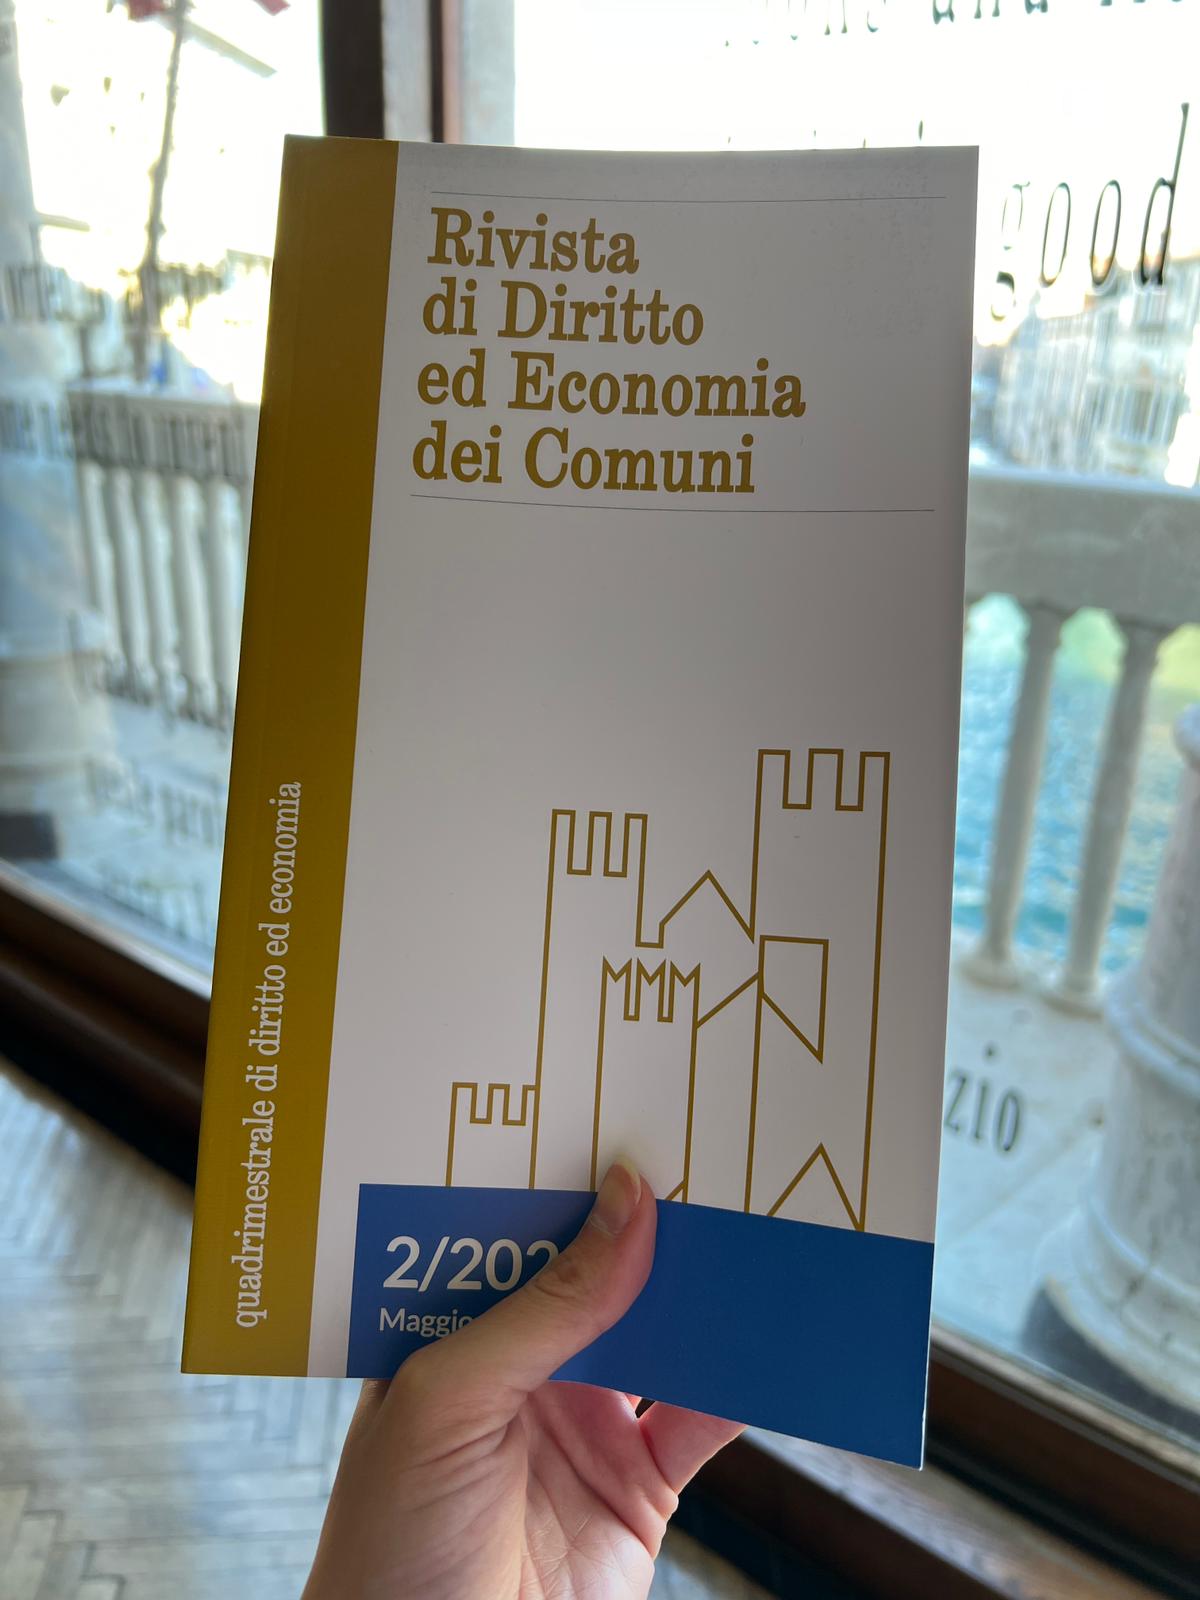 Rivista
di Diritto
ed Economia
dei Comuni
quadrimestrale di diritto ed economia
2/202
Maggio
good
zio